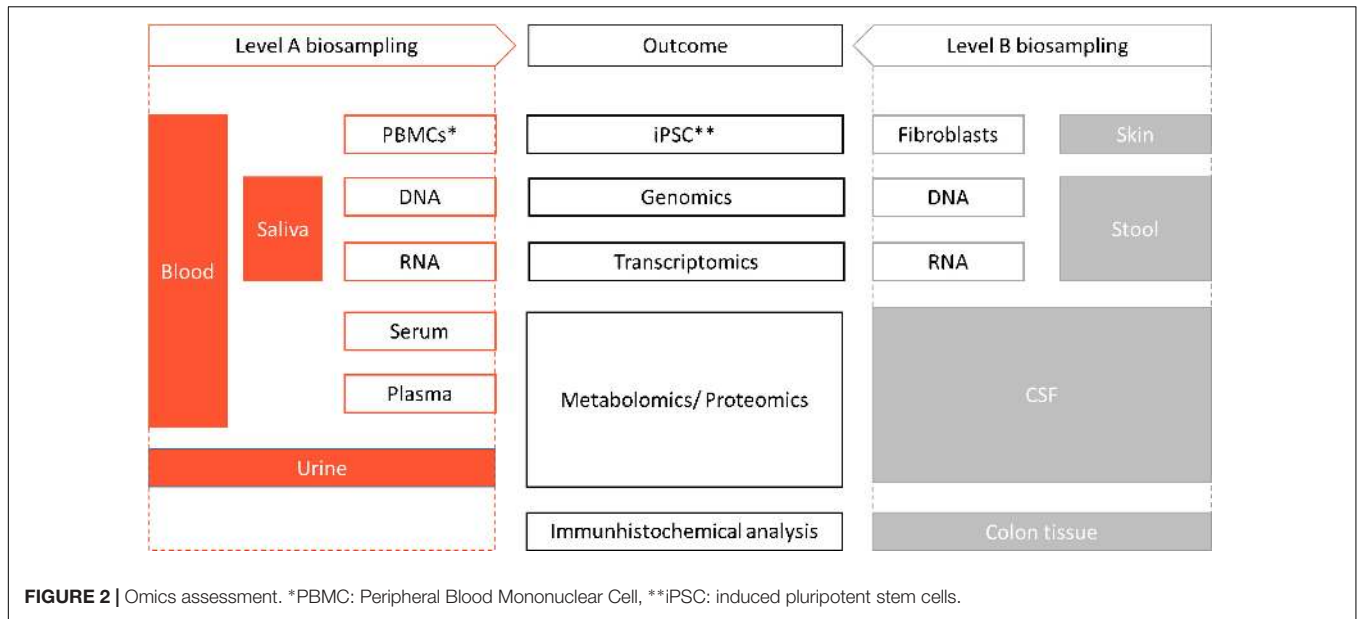 Level A biosampling
Outcome
Level B biosampling
PBMCs*
iPSC**
Fibroblasts
Skin
DNA
Genomics
DNA
Saliva
Stool
Blood
RNA
Transcriptomics
RNA
Serum
Plasma
Metabolomics/ Proteomics
CSF
Urine
Immunhistochemical analysis
Colon tissue
FIGURE 2 | Omics assessment. *PBMC: Peripheral Blood Mononuclear Cell, **iPSC: induced pluripotent stem cells.